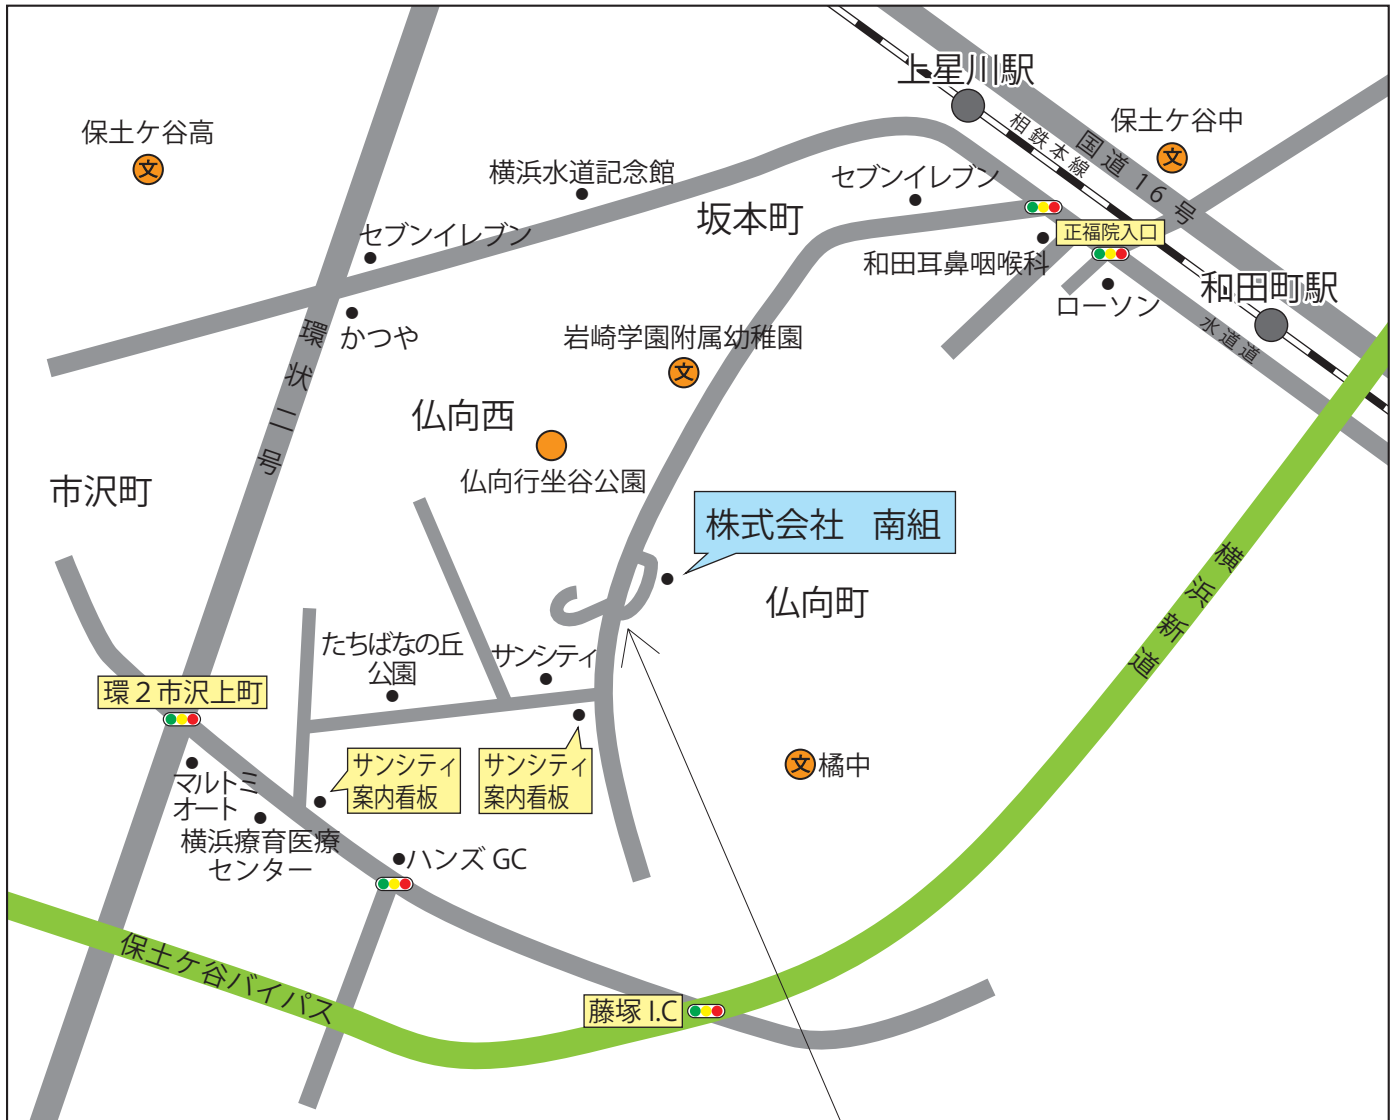 上星川駅
保土ケ谷高
文
保土ケ谷中
文
相鉄本線
国道16号
横浜水道記念館
セブンイレブン
坂本町
セブンイレブン
正福院入口
和田耳鼻咽喉科
和田町駅
ローソン
水道道
かつや
環状二号
岩崎学園附属幼稚園
文
仏向西
仏向行坐谷公園
市沢町
株式会社　南組
仏向町
横浜新道
たちばなの丘
公園
サンシティ
環２市沢上町
サンシティ
案内看板
サンシティ
案内看板
文
橘中
マルトミ
オート
横浜療育医療
センター
ハンズ GC
保土ケ谷バイパス
藤塚 I.C